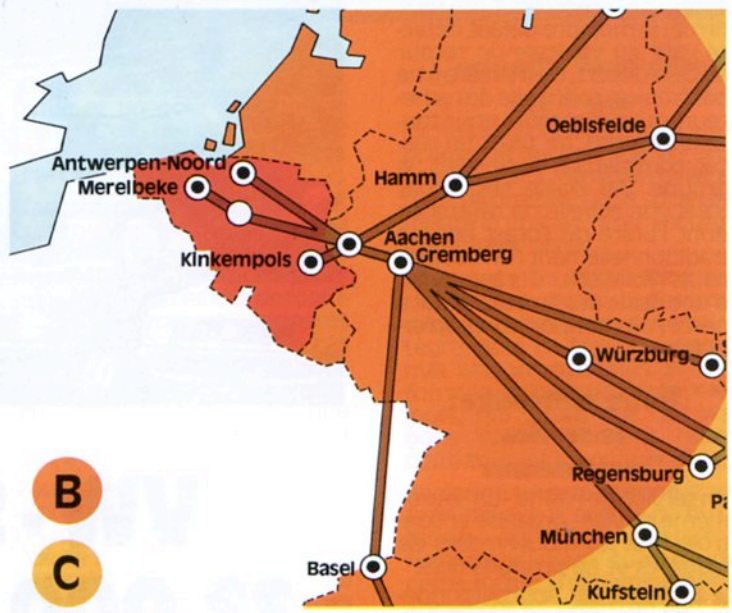 Oebisfelde
Antwerpen-Noord
Merelbeke
Hamm
Aachen
Kinkempois
Gremberg
Würzburg
B
Regensburg
München
C
Basel
Kufstein